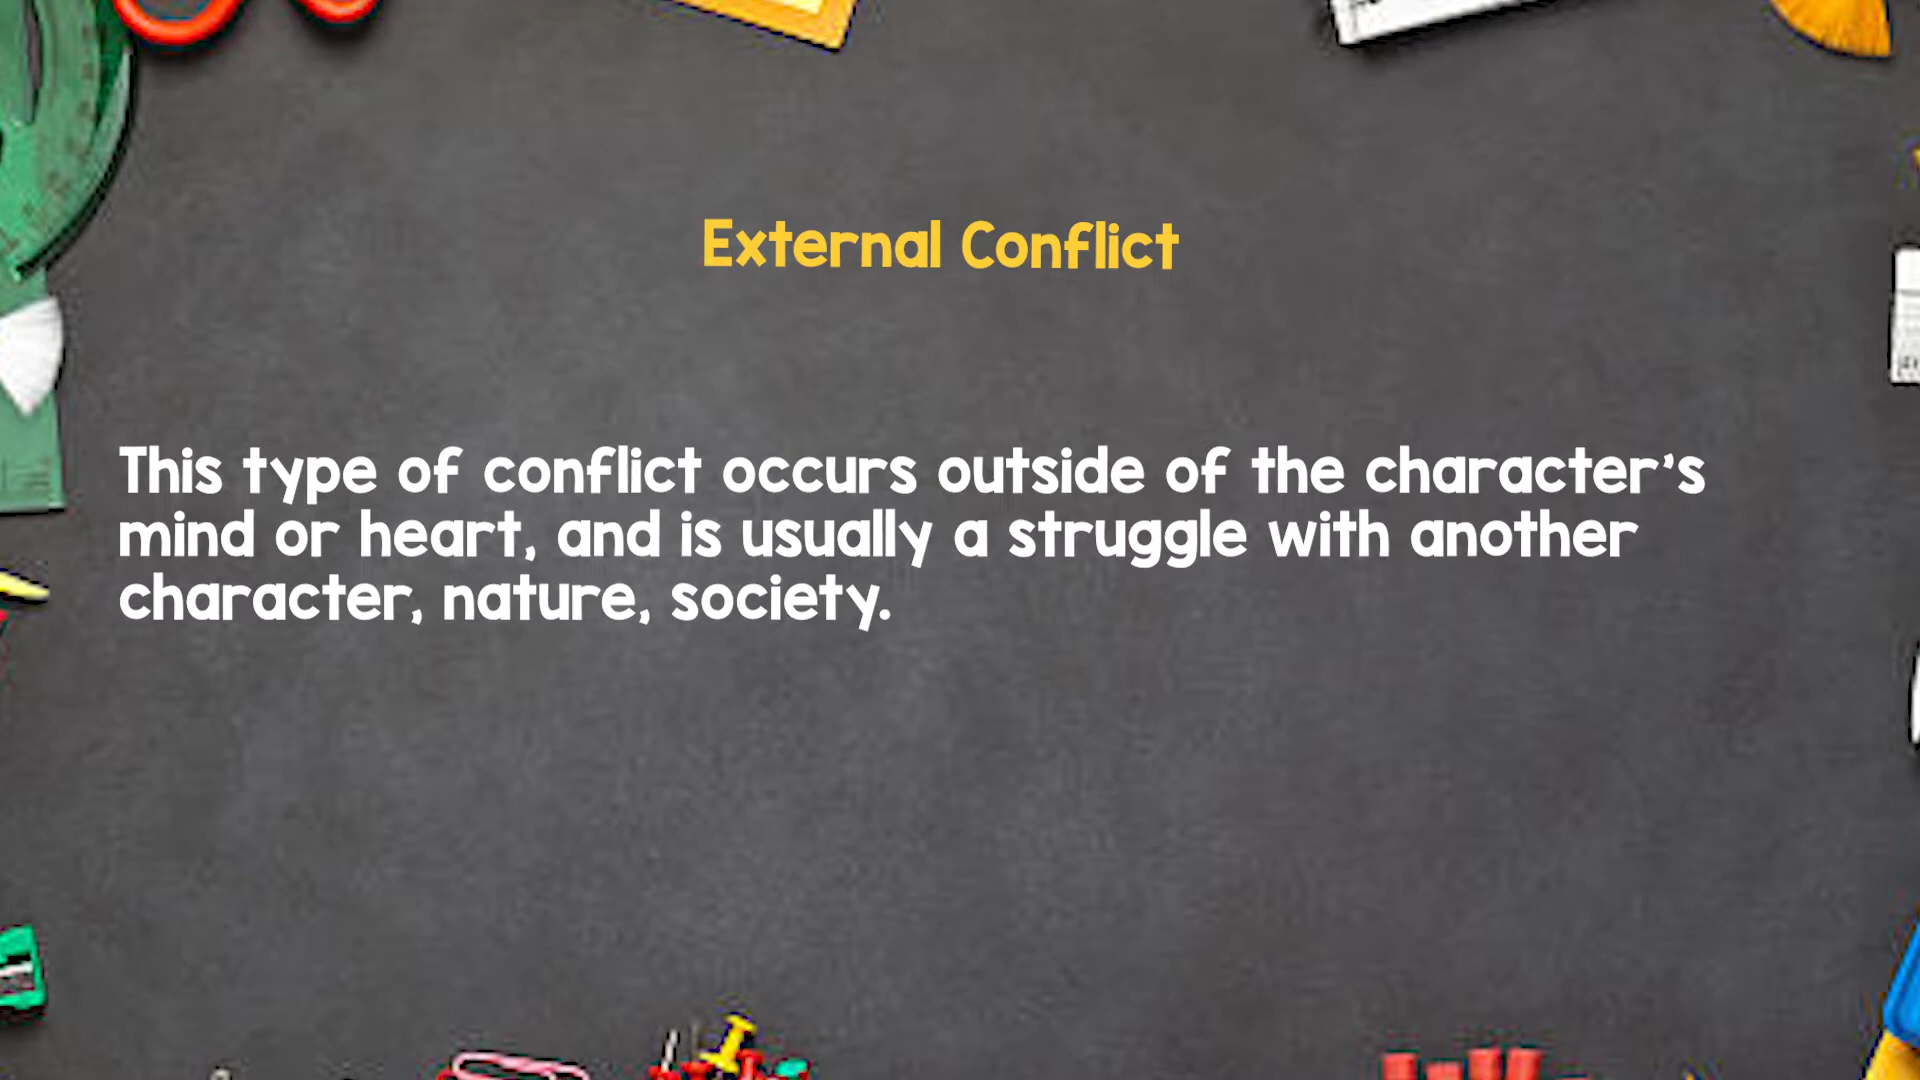 External Conflict
This type of conflict occurs outside of the character's
mind or heart, and is usually a struggle with another
character, nature, society.